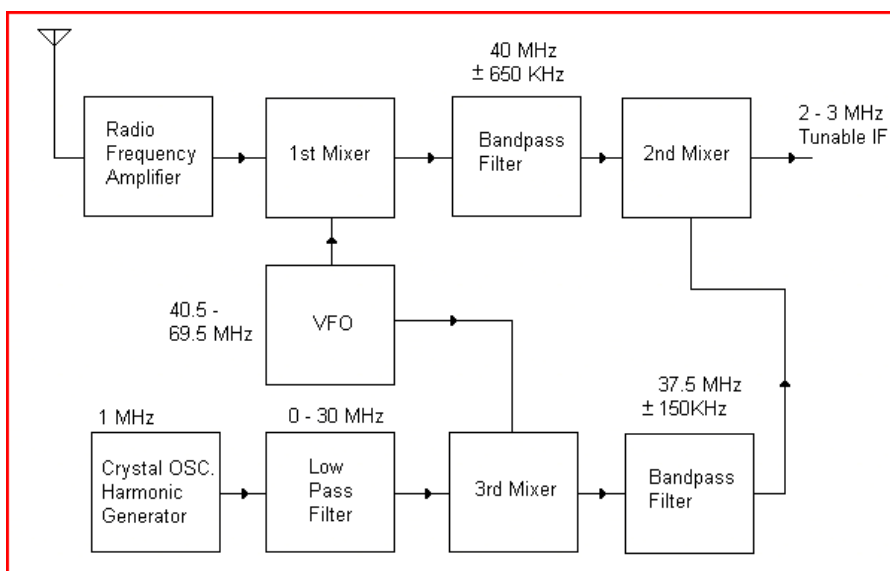 40 MHz
± 650 KHz
Radio
Frequency
Amplifier
1st Mixer
Bandpass
Filter
2nd Mixer
2 - 3 MHz
Tunable IF
40.5 -
69.5 MHz
VFO
37.5 MHz
± 150KHz
1 MHz
0 - 30 MHz
Crystal OSC.
Harmonic
Generator
Low
Pass
Filter
3rd Mixer
Bandpass
Filter